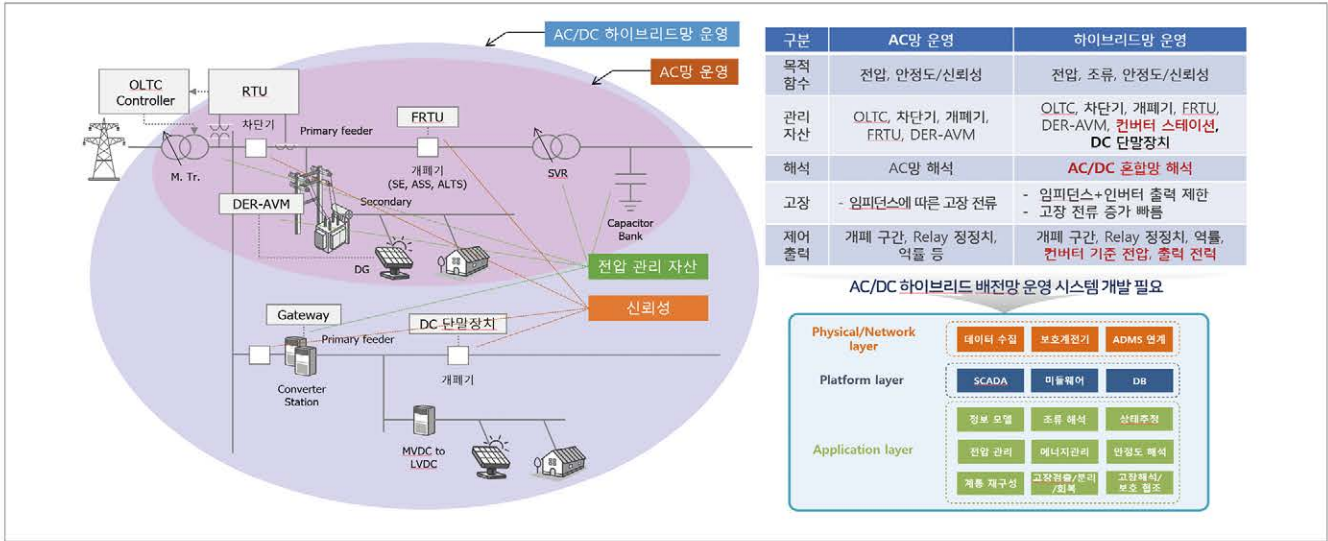 AC/DC 하이브리드망 운영
AC망 운영
OLTC
Controller
RTU
차단기
Primary feeder
FRTU
M. Tr.
개폐기
(SE, ASS, ALTS)
SVR
DER-AVM
Secondary
Capacitor
Bank
DG
전압 관리 자산
신뢰성
Gateway
Primary feeder
DC 단말장치
Converter
Station
개폐기
MVDC to
LVDC
구분 AC망 운영 하이브리드망 운영
목적
함수
전압, 안정도/신뢰성
전압, 조류, 안정도/신뢰성
관리
자산
OLTC, 차단기, 개폐기,
FRTU, DER-AVM
OLTC, 차단기, 개폐기, FRTU,
DER-AVM, 컨버터 스테이션,
DC 단말장치
해석 AC망 해석 AC/DC 혼합망 해석
고장 - 임피던스에 따른 고장 전류
- 임피던스+인버터 출력 제한
- 고장 전류 증가 빠름
제어
출력
개폐 구간, Relay 정정치,
역률 등
개폐 구간, Relay 정정치, 역률,
컨버터 기준 전압, 출력 전력
AC/DC 하이브리드 배전망 운영 시스템 개발 필요
Physical/Network
layer
데이터 수집 보호계전기 ADMS 연계
Platform layer SCADA 미들웨어 DB
Application layer
정보 모델 조류 해석 상태추정
전압 관리 에너지관리 안정도 해석
계통 재구성
고장검출/분리
/회복
고장해석/
보호 협조